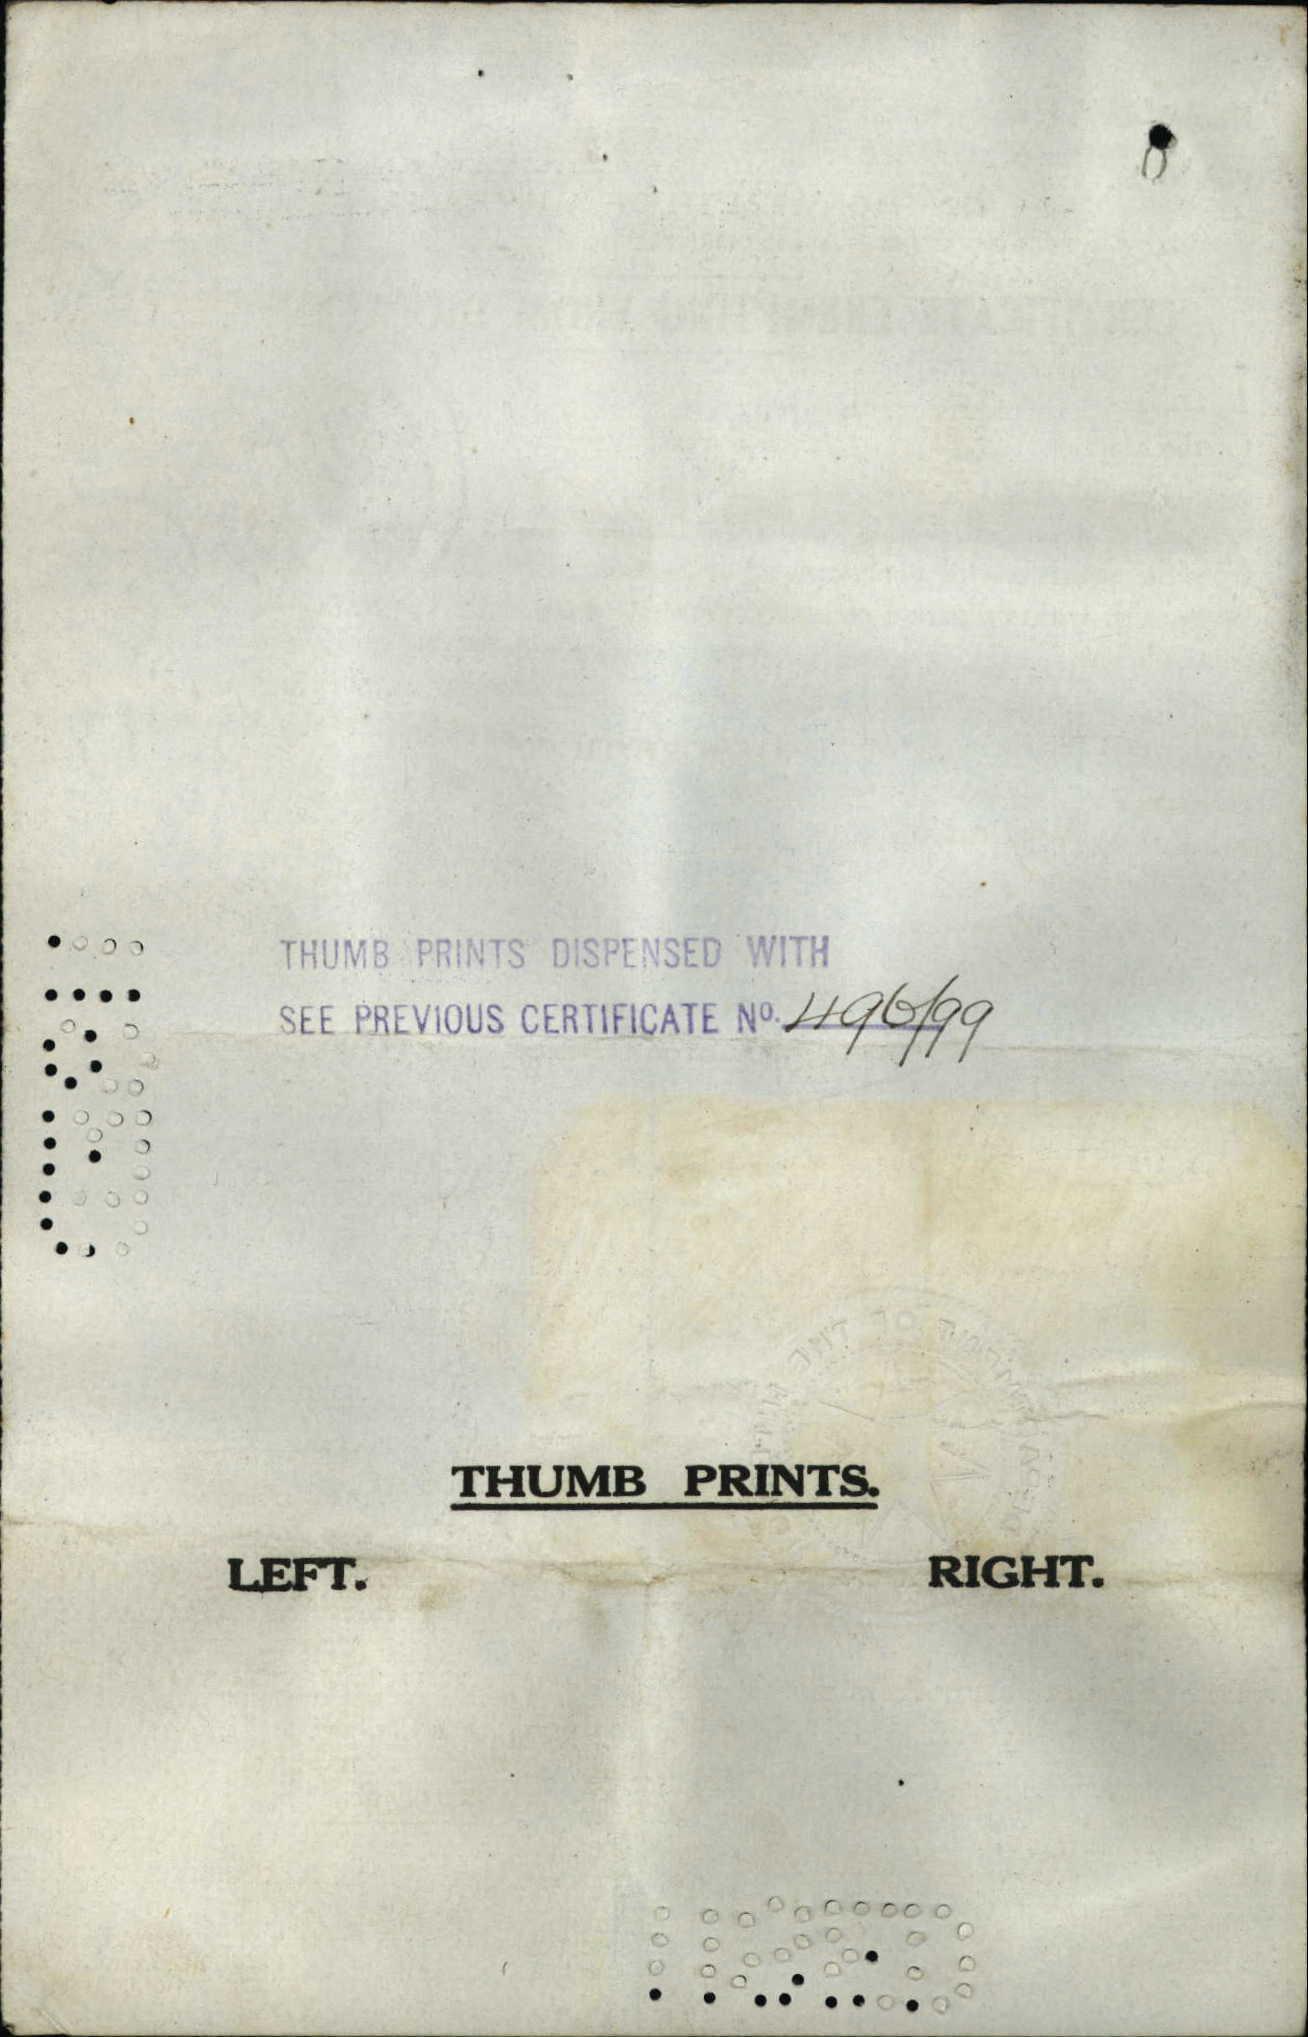 THUMB PRINTS DISPENSED WITH
SEE PREVIOUS CERTIFICATE No. 496/99
THUMB PRINTS.
LEFT. RIGHT.